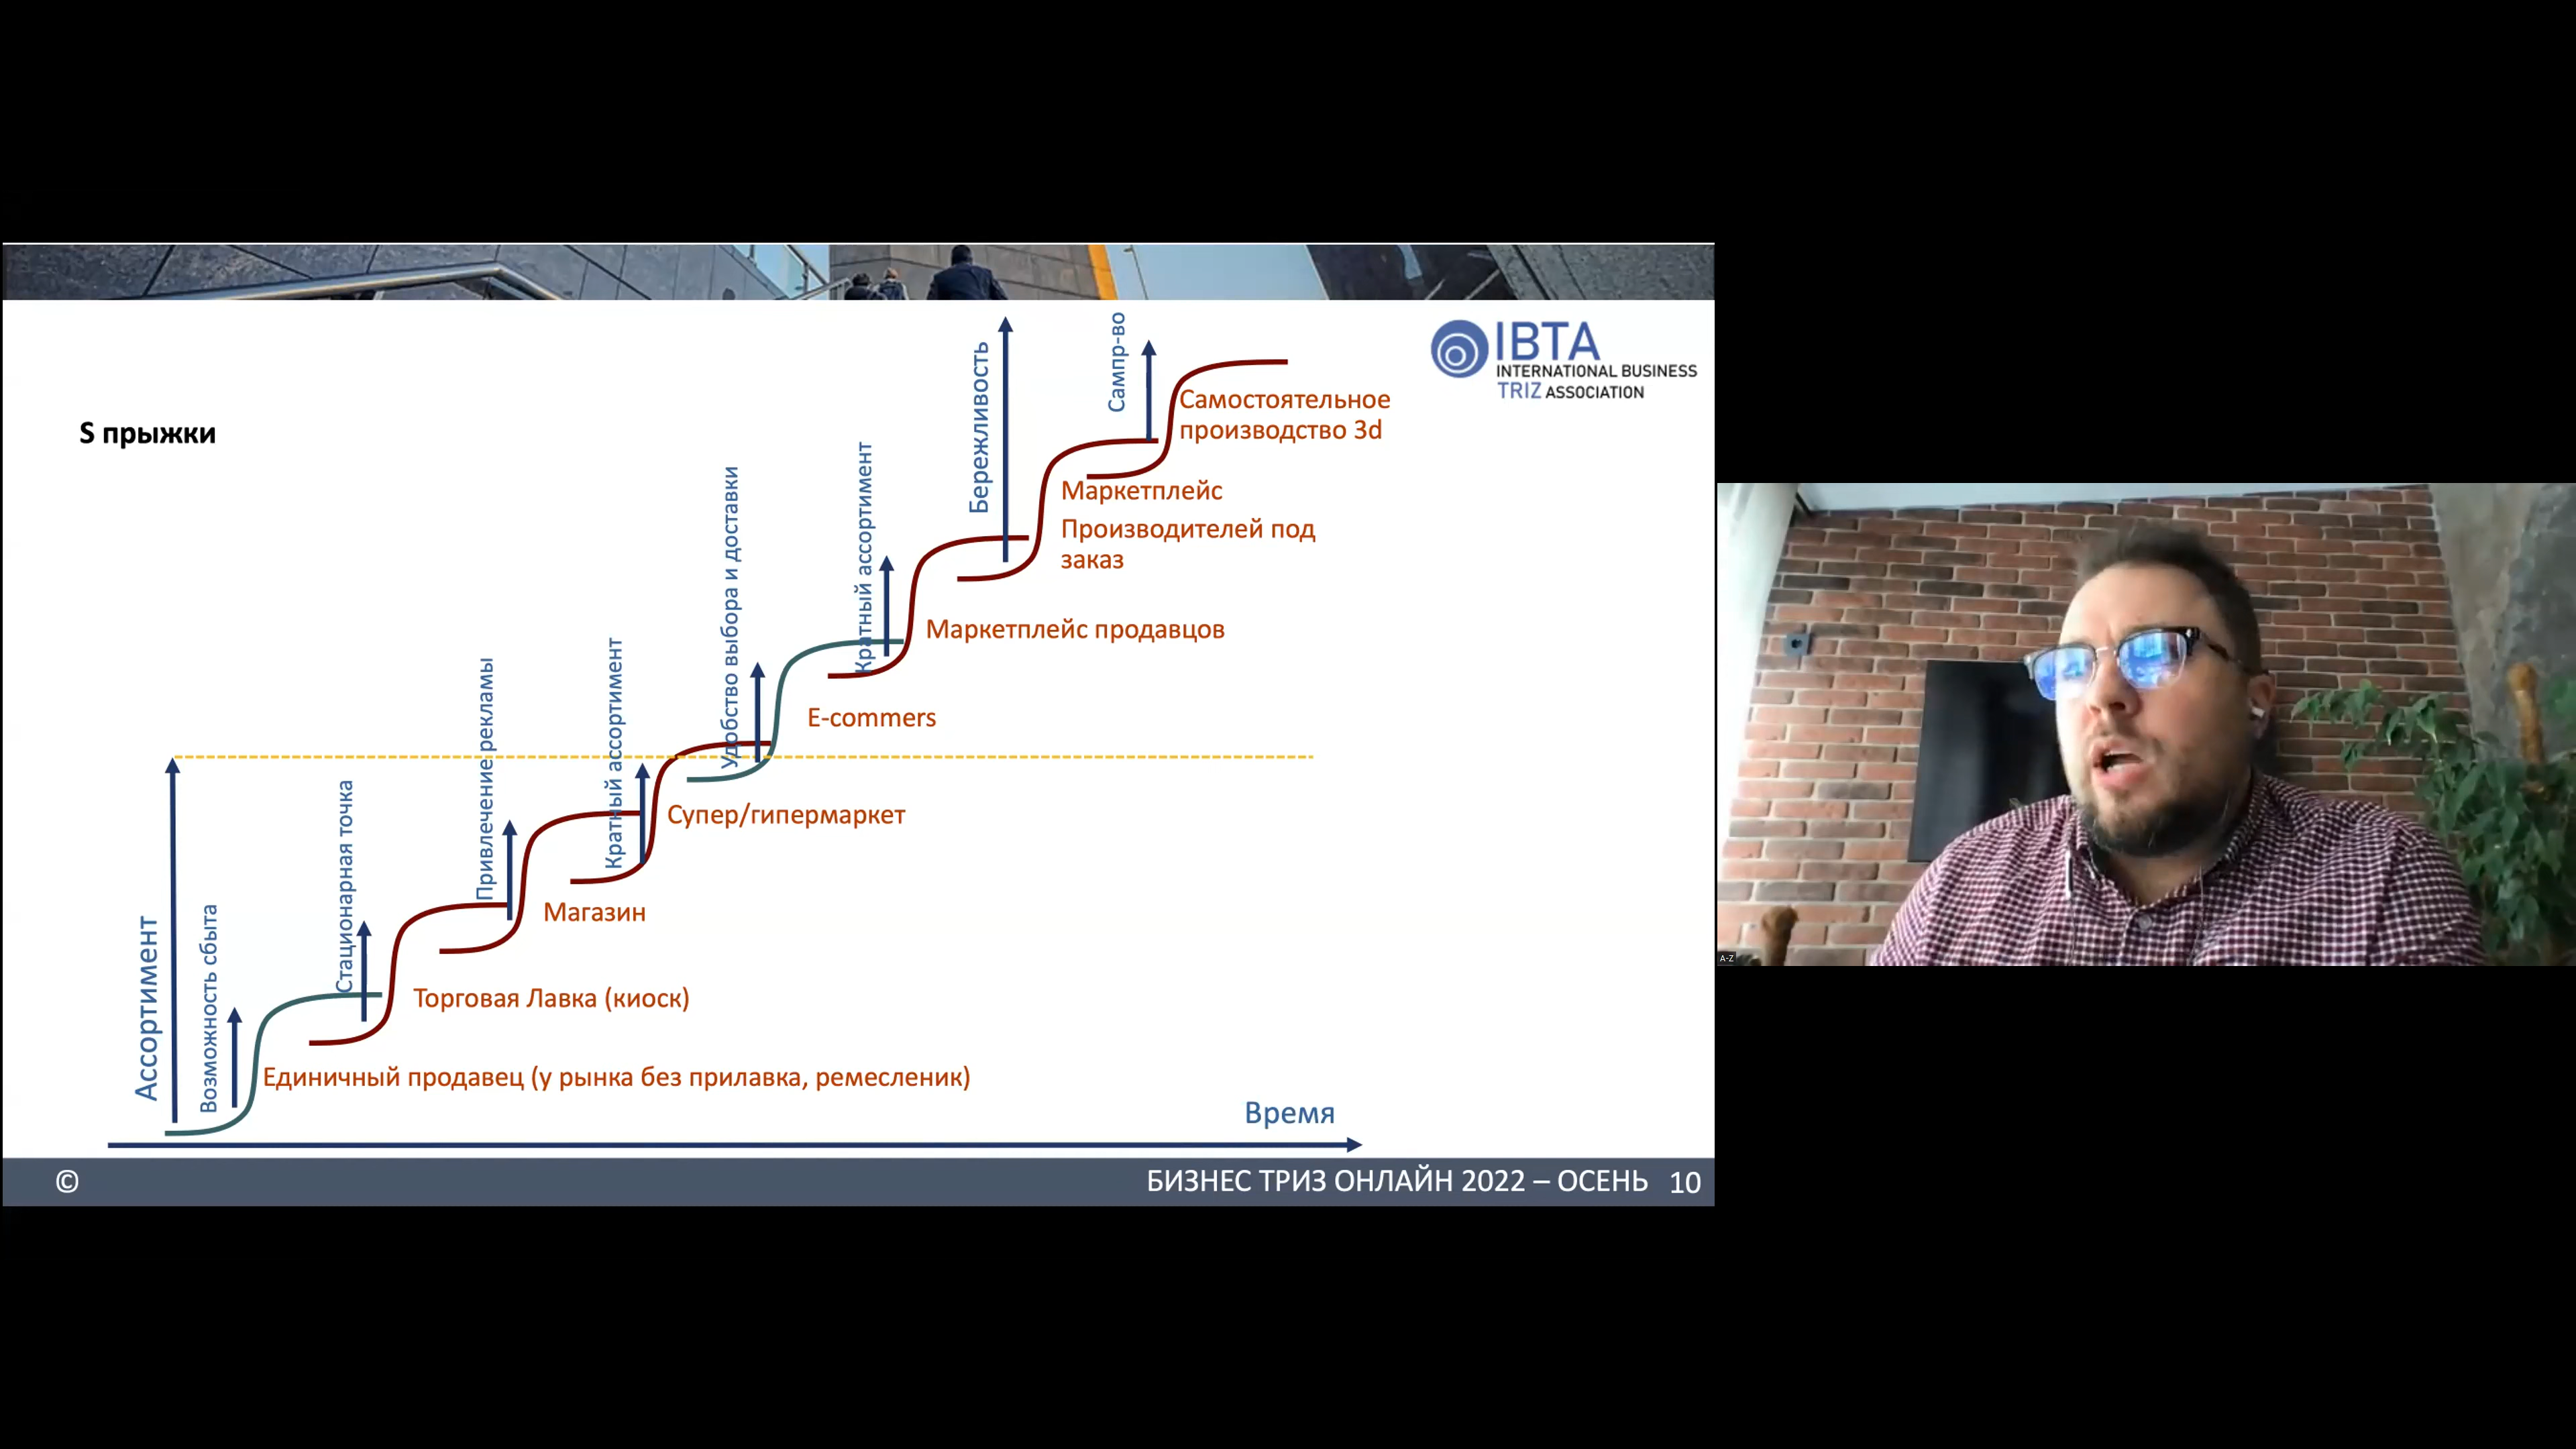 IBTA
INTERNATIONAL BUSINESS
TRIZ ASSOCIATION
S прыжки
Ассортимент
Возможность сбыта
Стационарная точка
Привлечение рекламы
Кратный ассортимент
Удобство выбора и доставки
Кратный ассортимент
Бережливость
Сампр-во
Самостоятельное
производство 3d
Маркетплейс
Производителей под
заказ
Маркетплейс продавцов
E-commers
Супер/гипермаркет
Магазин
Торговая Лавка (киоск)
Единичный продавец (у рынка без прилавка, ремесленик)
Время
©
БИЗНЕС ТРИЗ ОНЛАЙН 2022 – ОСЕНЬ 10
A-Z